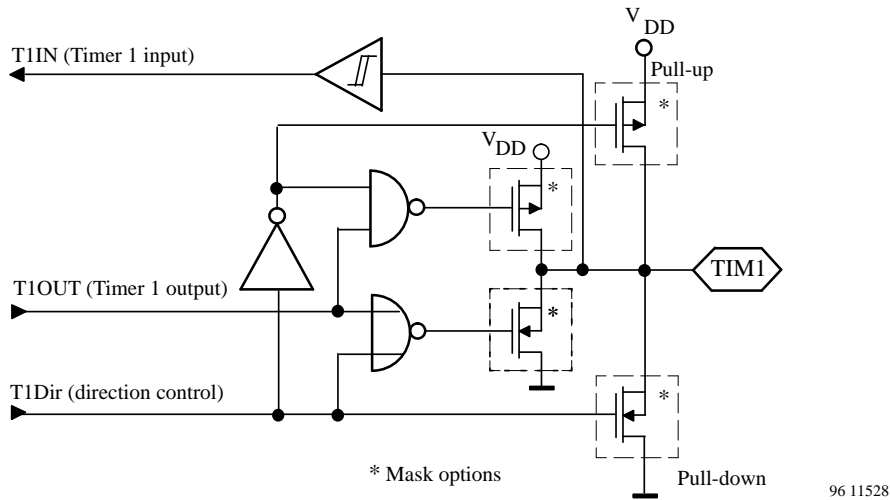 V
DD
T1IN (Timer 1 input)
Pull-up
*
V
DD
*
T1OUT (Timer 1 output)
TIM1
*
T1Dir (direction control)
*
* Mask options
Pull-down
96 11528